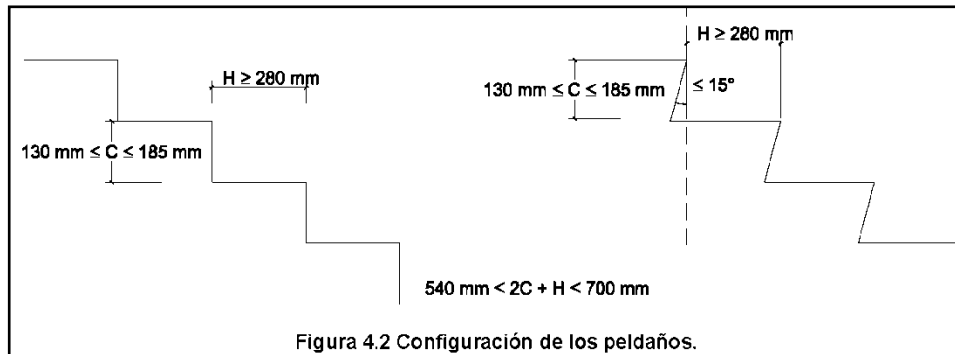 H ≥ 280 mm
130 mm ≤ C ≤ 185 mm
H ≥ 280 mm
130 mm ≤ C ≤ 185 mm
≤ 15°
540 mm < 2C + H < 700 mm
Figura 4.2 Configuración de los peldaños.